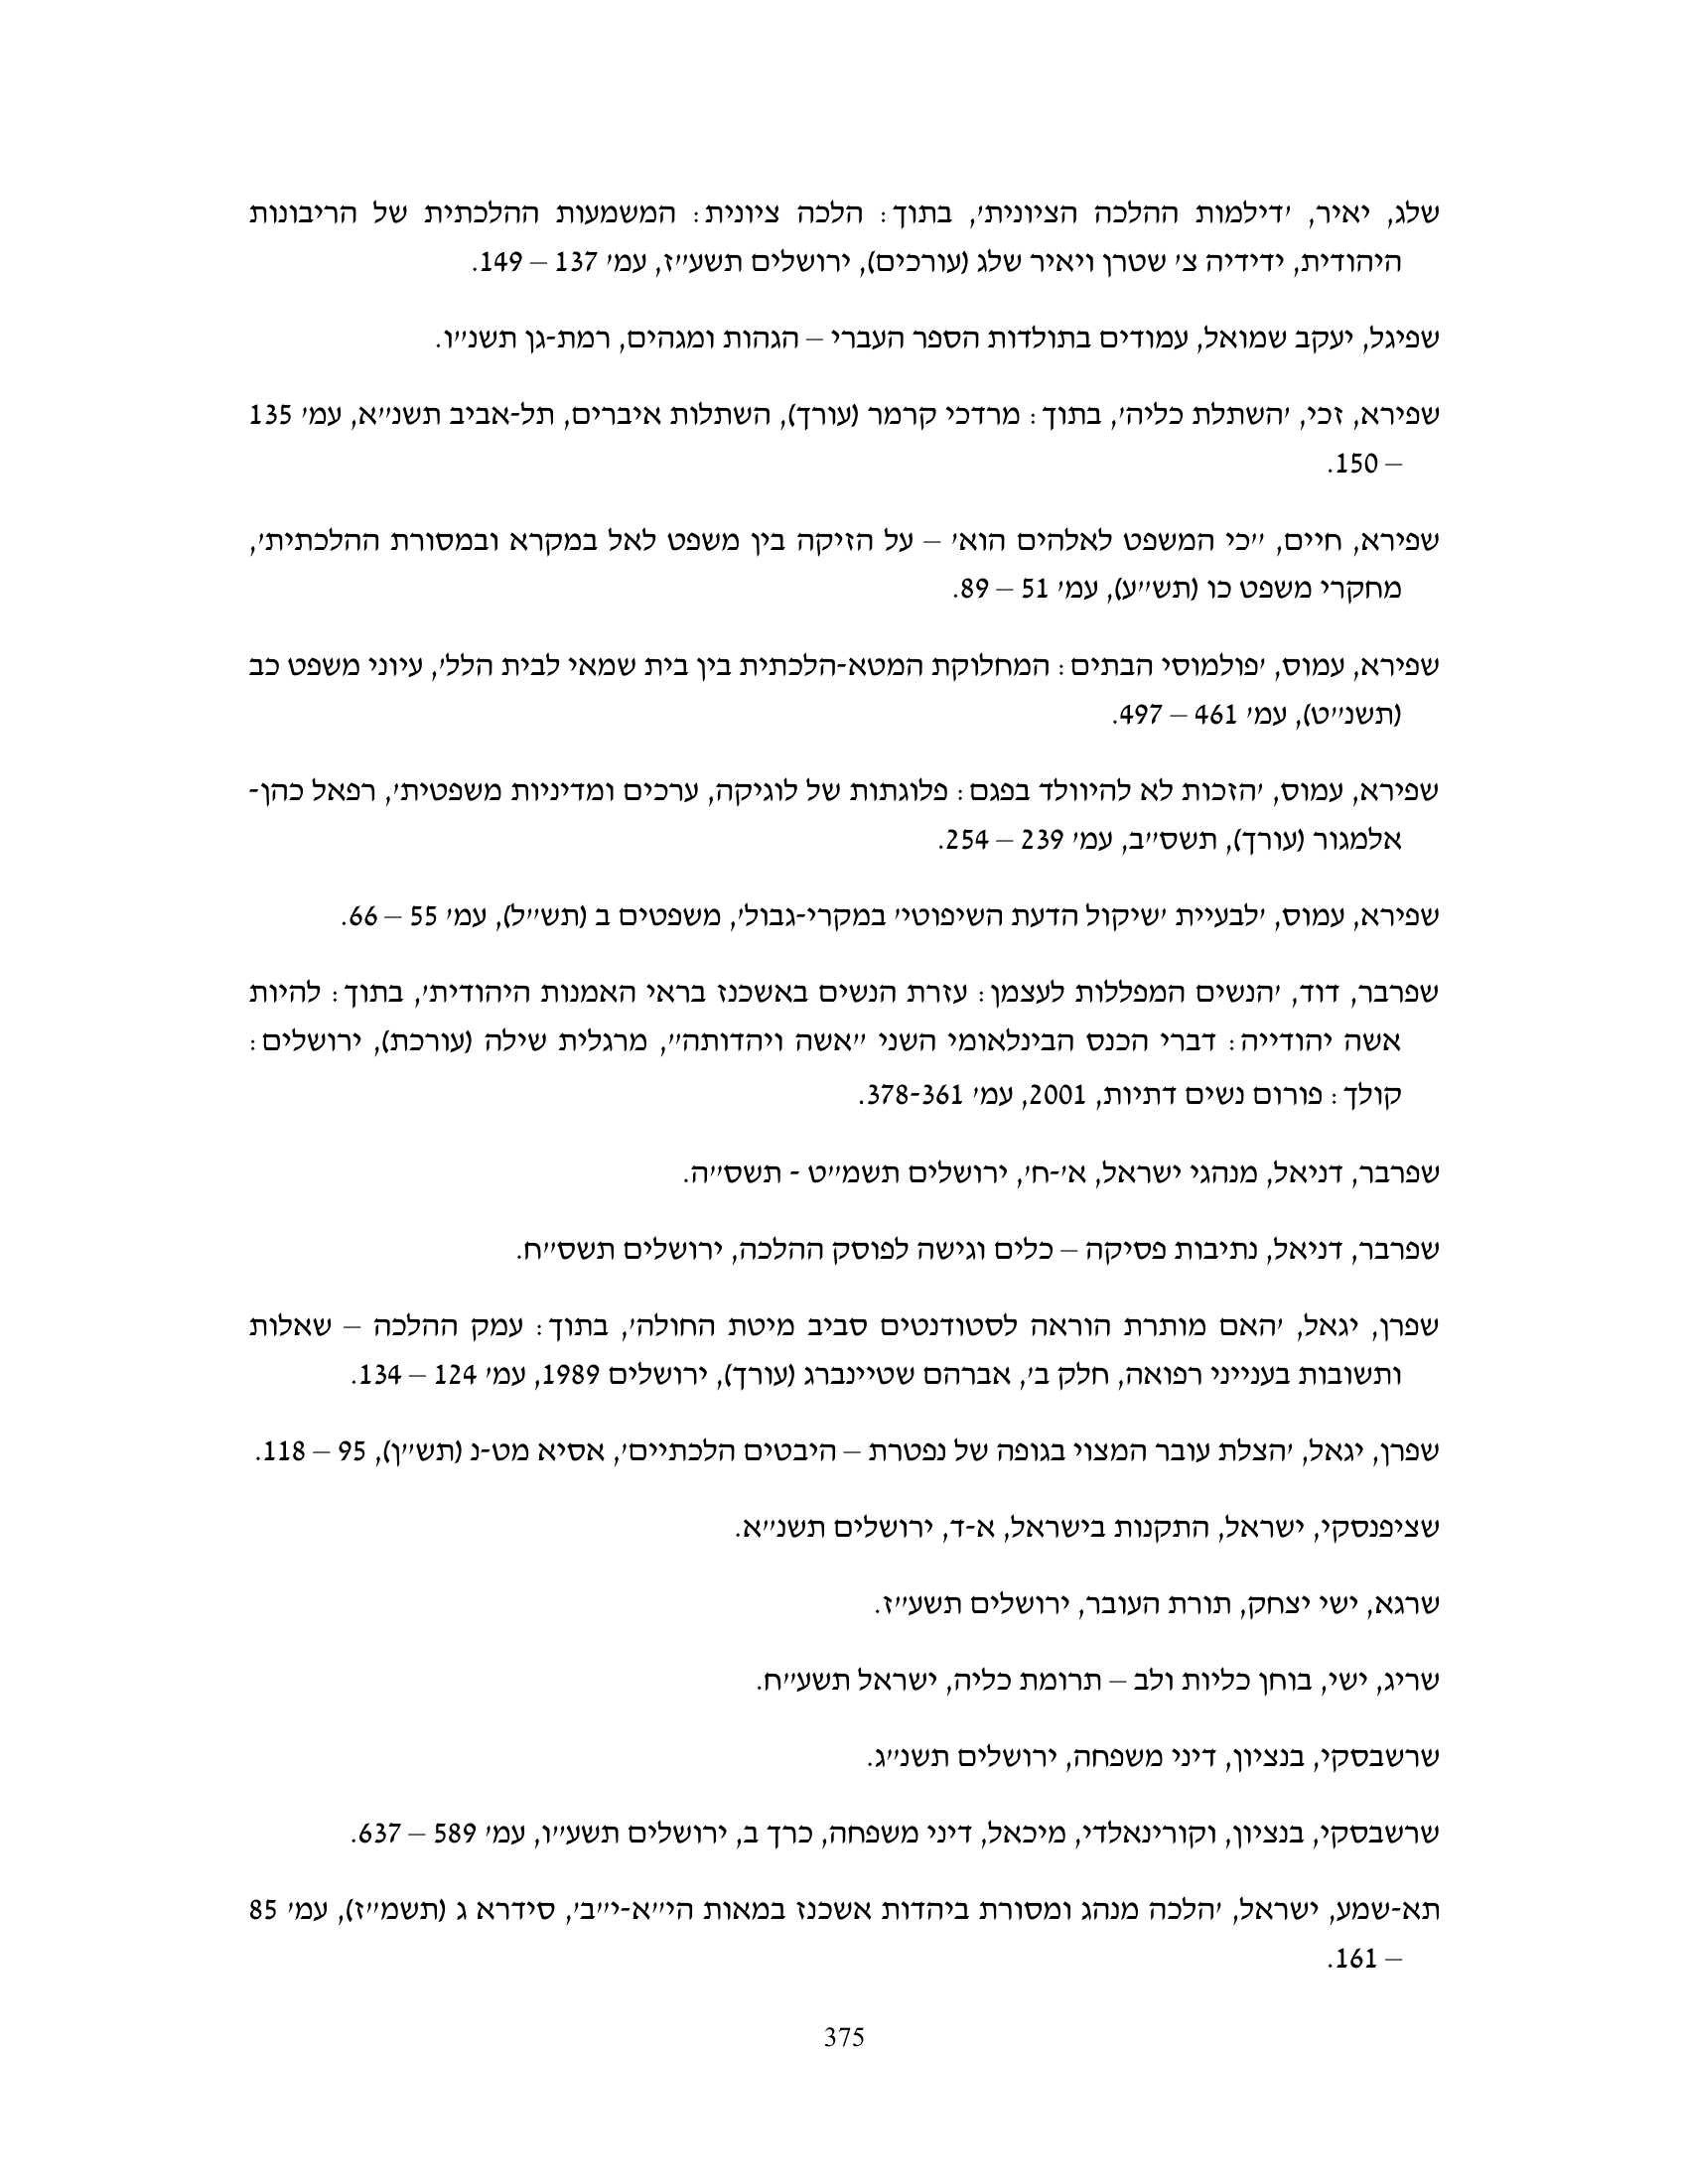 שלג, יאיר, 'דילמות ההלכה הציונית', בתוך: הלכה ציונית: המשמעות ההלכתית של הריבונות
היהודית, ידידיה צ' שטרן ויאיר שלג (עורכים), ירושלים תשע"ז, עמ' 137 – 149.
שפיגל, יעקב שמואל, עמודים בתולדות הספר העברי – הגהות ומגהים, רמת-גן תשנ"ו.
שפירא, זכי, 'השתלת כליה', בתוך: מרדכי קרמר (עורך), השתלות איברים, תל-אביב תשנ"א, עמ' 135
– 150.
שפירא, חיים, "כי המשפט לאלהים הוא' – על הזיקה בין משפט לאל במקרא ובמסורת ההלכתית',
מחקרי משפט כו (תש"ע), עמ' 51 – 89.
שפירא, עמוס, 'פולמוסי הבתים: המחלוקת המטא-הלכתית בין בית שמאי לבית הלל', עיוני משפט כב
(תשנ"ט), עמ' 461 – 497.
שפירא, עמוס, 'הזכות לא להיוולד בפגם: פלוגתות של לוגיקה, ערכים ומדיניות משפטית', רפאל כהן-
אלמגור (עורך), תשס"ב, עמ' 239 – 254.
שפירא, עמוס, 'לבעיית 'שיקול הדעת השיפוטי' במקרי-גבול', משפטים ב (תש"ל), עמ' 55 – 66.
שפרבר, דוד, 'הנשים המפללות לעצמן: עזרת הנשים באשכנז בראי האמנות היהודית', בתוך: להיות
אשה יהודייה: דברי הכנס הבינלאומי השני "אשה ויהדותה", מרגלית שילה (עורכת), ירושלים:
קולך: פורום נשים דתיות, 2001, עמ' 378-361.
שפרבר, דניאל, מנהגי ישראל, א'-ח', ירושלים תשמ"ט - תשס"ה.
שפרבר, דניאל, נתיבות פסיקה – כלים וגישה לפוסק ההלכה, ירושלים תשס"ח.
שפרן, יגאל, 'האם מותרת הוראה לסטודנטים סביב מיטת החולה', בתוך: עמק ההלכה – שאלות
ותשובות בענייני רפואה, חלק ב', אברהם שטיינברג (עורך), ירושלים 1989, עמ' 124 – 134.
שפרן, יגאל, 'הצלת עובר המצוי בגופה של נפטרת – היבטים הלכתיים', אסיא מט-נ (תש"ן), 95 – 118.
שציפנסקי, ישראל, התקנות בישראל, א-ד, ירושלים תשנ"א.
שרגא, ישי יצחק, תורת העובר, ירושלים תשע"ז.
שריג, ישי, בוחן כליות ולב – תרומת כליה, ישראל תשע"ח.
שרשבסקי, בנציון, דיני משפחה, ירושלים תשנ"ג.
שרשבסקי, בנציון, וקורינאלדי, מיכאל, דיני משפחה, כרך ב, ירושלים תשע"ו, עמ' 589 – 637.
תא-שמע, ישראל, 'הלכה מנהג ומסורת ביהדות אשכנז במאות הי"א-י"ב', סידרא ג (תשמ"ז), עמ' 85
– 161.
375